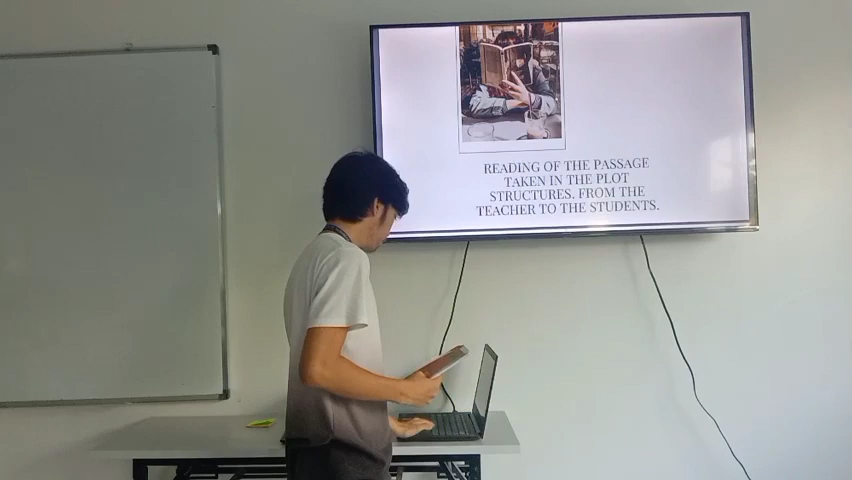 READING OF THE PASSAGE
TAKEN IN THE PLOT
STRUCTURES, FROM THE
TEACHER TO THE STUDENTS.